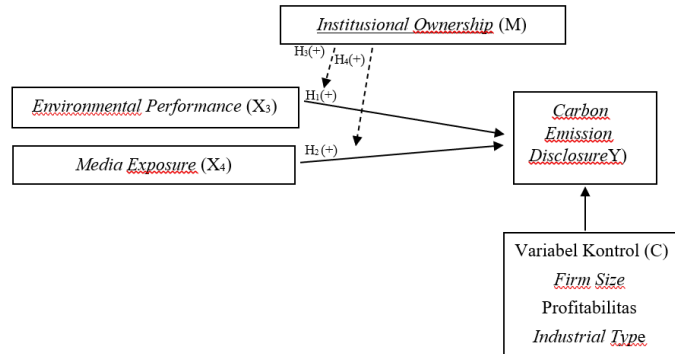 Institusional Ownership (M)
H3(+)
H4(+)
H1(+)
Environmental Performance (X3)
Carbon
Emission
DisclosureY)
H2(+)
Media Exposure (X4)
Variabel Kontrol (C)
Firm Size
Profitabilitas
Industrial Type